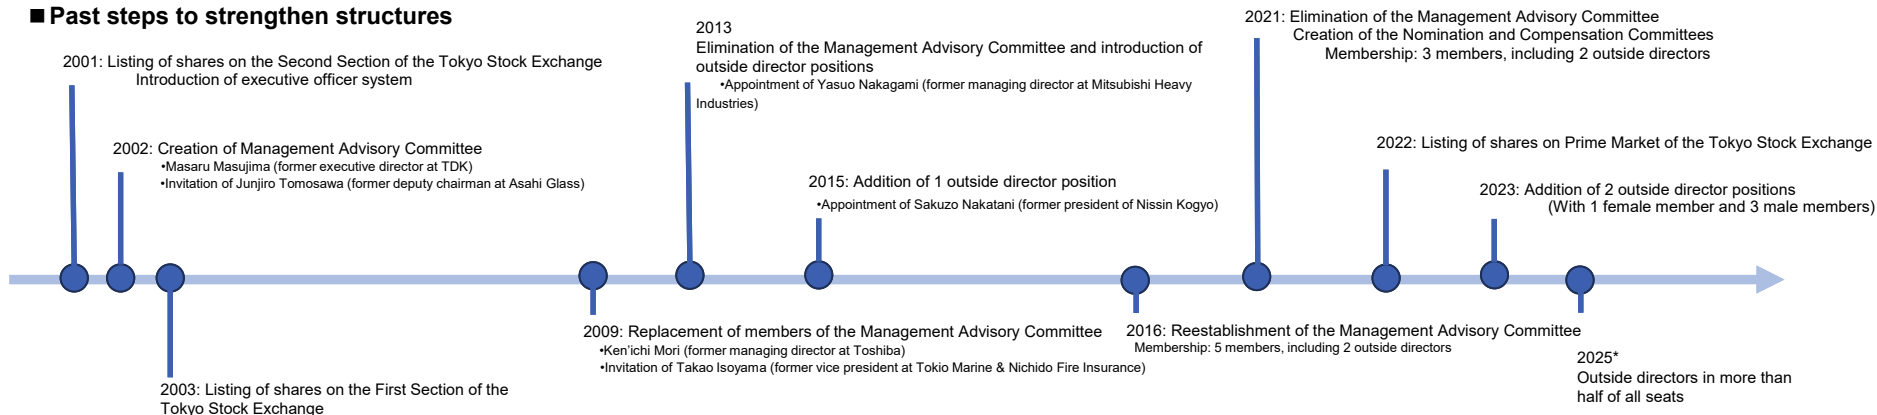 ■ Past steps to strengthen structures
2001: Listing of shares on the Second Section of the Tokyo Stock Exchange
Introduction of executive officer system
2002: Creation of Management Advisory Committee
•Masaru Masujima (former executive director at TDK)
•Invitation of Junjiro Tomosawa (former deputy chairman at Asahi Glass)
2003: Listing of shares on the First Section of the
Tokyo Stock Exchange
2009: Replacement of members of the Management Advisory Committee
•Ken’ichi Mori (former managing director at Toshiba)
•Invitation of Takao Isoyama (former vice president at Tokio Marine & Nichido Fire Insurance)
2013
Elimination of the Management Advisory Committee and introduction of
outside director positions
•Appointment of Yasuo Nakagami (former managing director at Mitsubishi Heavy
Industries)
2015: Addition of 1 outside director position
•Appointment of Sakuzo Nakatani (former president of Nissin Kogyo)
2016: Reestablishment of the Management Advisory Committee
Membership: 5 members, including 2 outside directors
2021: Elimination of the Management Advisory Committee
Creation of the Nomination and Compensation Committees
Membership: 3 members, including 2 outside directors
2022: Listing of shares on Prime Market of the Tokyo Stock Exchange
2023: Addition of 2 outside director positions
(With 1 female member and 3 male members)
2025*
Outside directors in more than
half of all seats